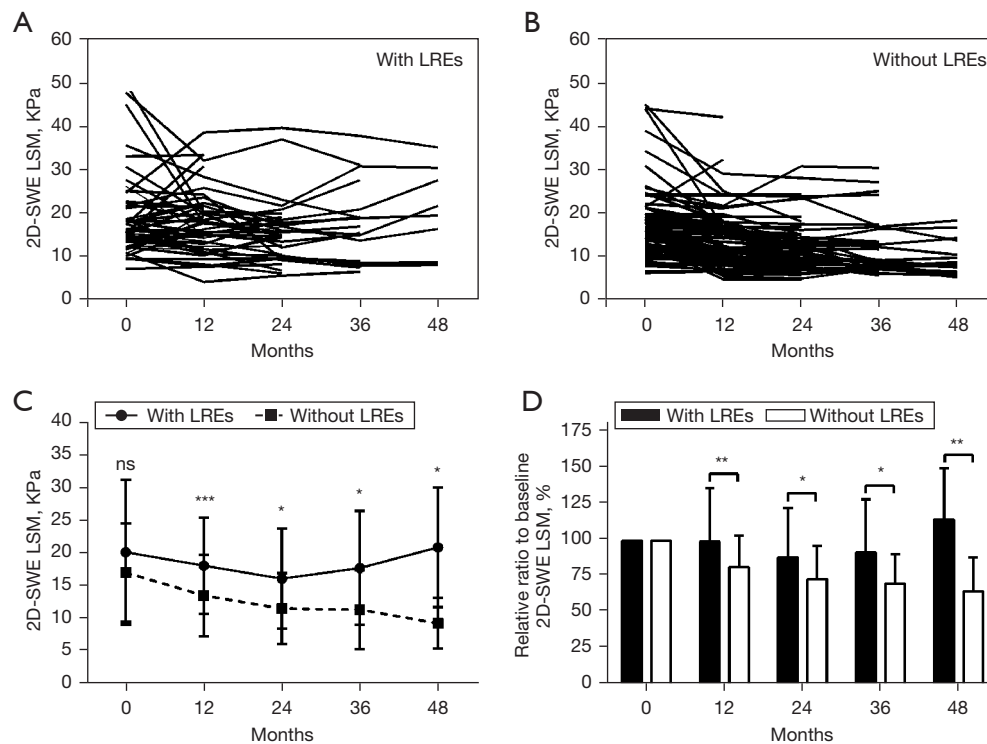 A
60
50
40
30
20
10
0
2D-SWE LSM, KPa
With LREs
0 12 24 36 48
Months
B
60
50
40
30
20
10
0
2D-SWE LSM, KPa
Without LREs
0 12 24 36 48
Months
C
With LREs Without LREs
40
35
30
25
20
15
10
5
0
2D-SWE LSM, KPa
ns *** * * *
0 12 24 36 48
Months
D
With LREs Without LREs
175
150
125
100
75
50
25
0
Relative ratio to baseline
2D-SWE LSM, %
** * * **
0 12 24 36 48
Months